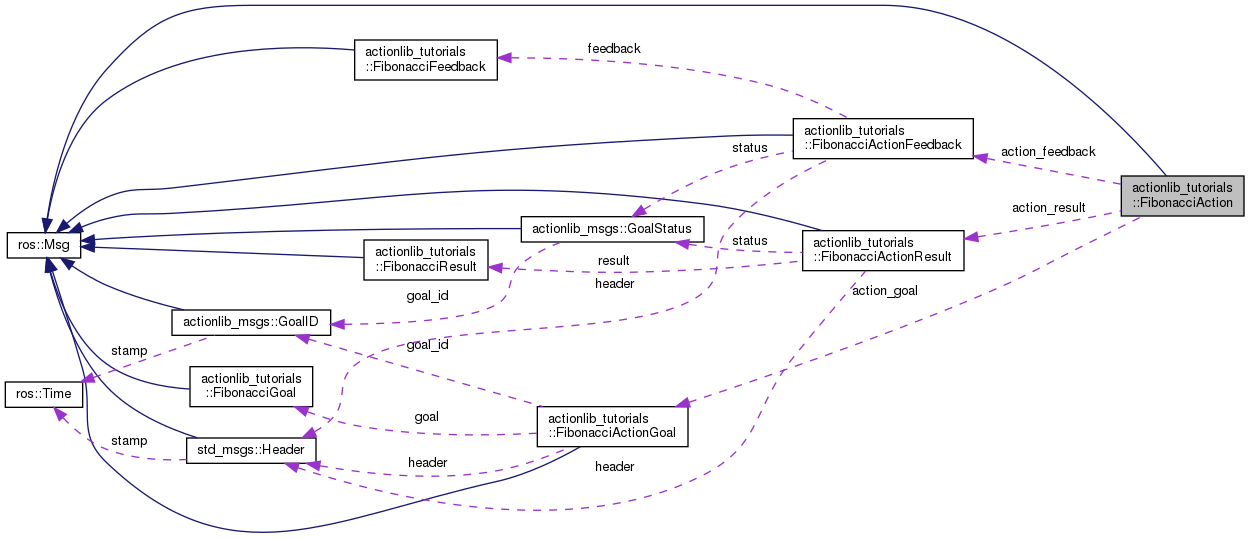 feedback
actionlib_tutorials
::FibonacciFeedback
actionlib_tutorials
::FibonacciActionFeedback
status
action_feedback
actionlib_tutorials
::FibonacciAction
action_result
actionlib_msgs::GoalStatus
ros::Msg
actionlib_tutorials
::FibonacciResult
status
actionlib_tutorials
::FibonacciActionResult
result
header
action_goal
goal_id
actionlib_msgs::GoalID
goal_id
stamp
ros::Time
actionlib_tutorials
::FibonacciGoal
goal
actionlib_tutorials
::FibonacciActionGoal
stamp
std_msgs::Header
header
header